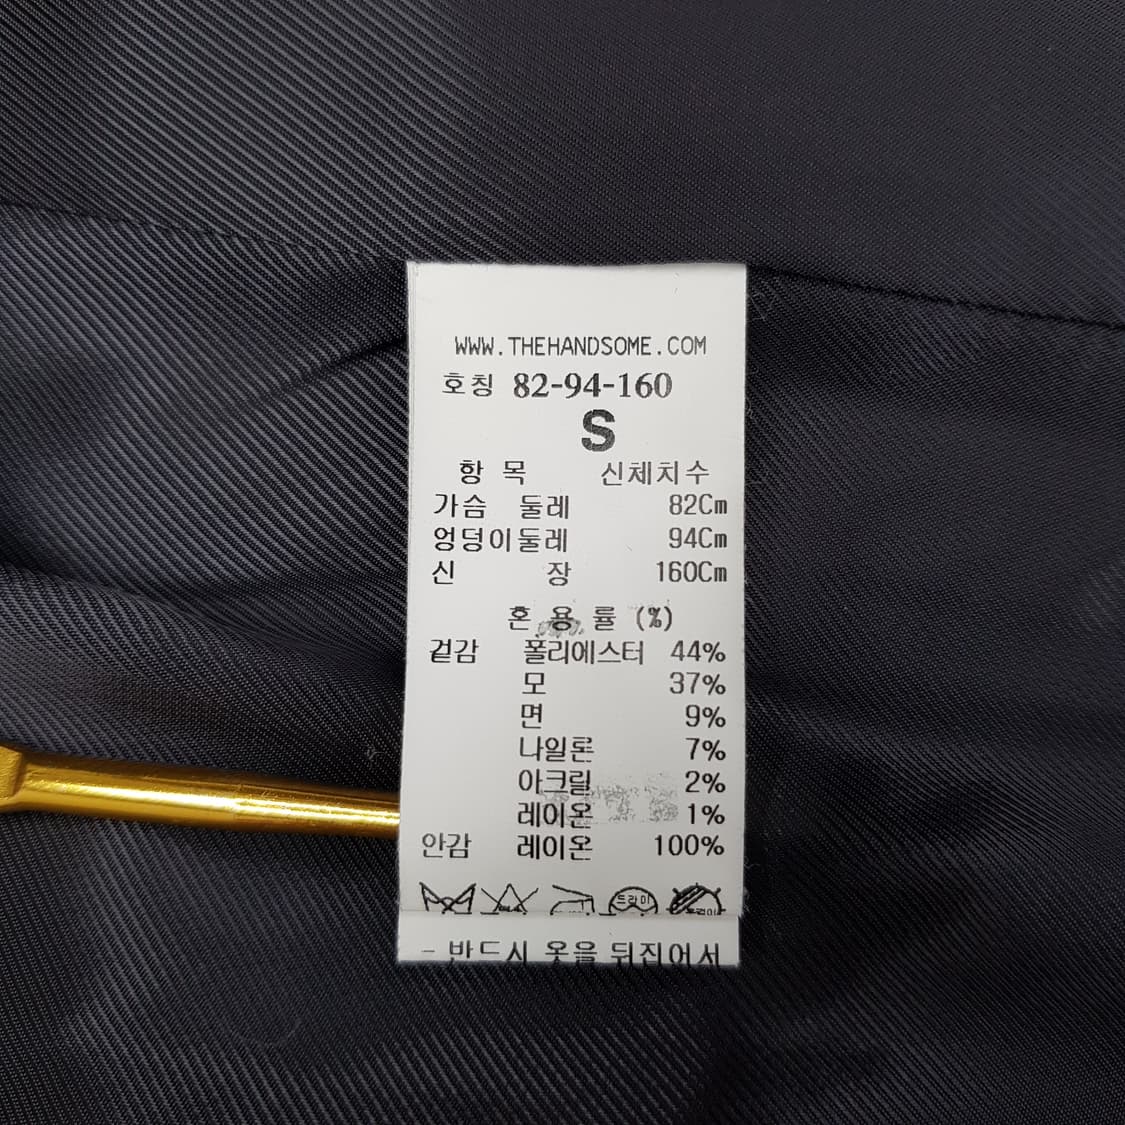 WWW.THEHANDSOME.COM
호칭 82-94-160
S
항 목 신체치수
가슴 둘레 82Cm
엉덩이둘레 94Cm
신 장 160Cm
혼 용 률 (%)
겉감 폴리에스터 44%
모 37%
면 9%
나일론 7%
아크릴 2%
레이온 1%
안감 레이온 100%
드라이
- 반드시 옷을 뒤집어서